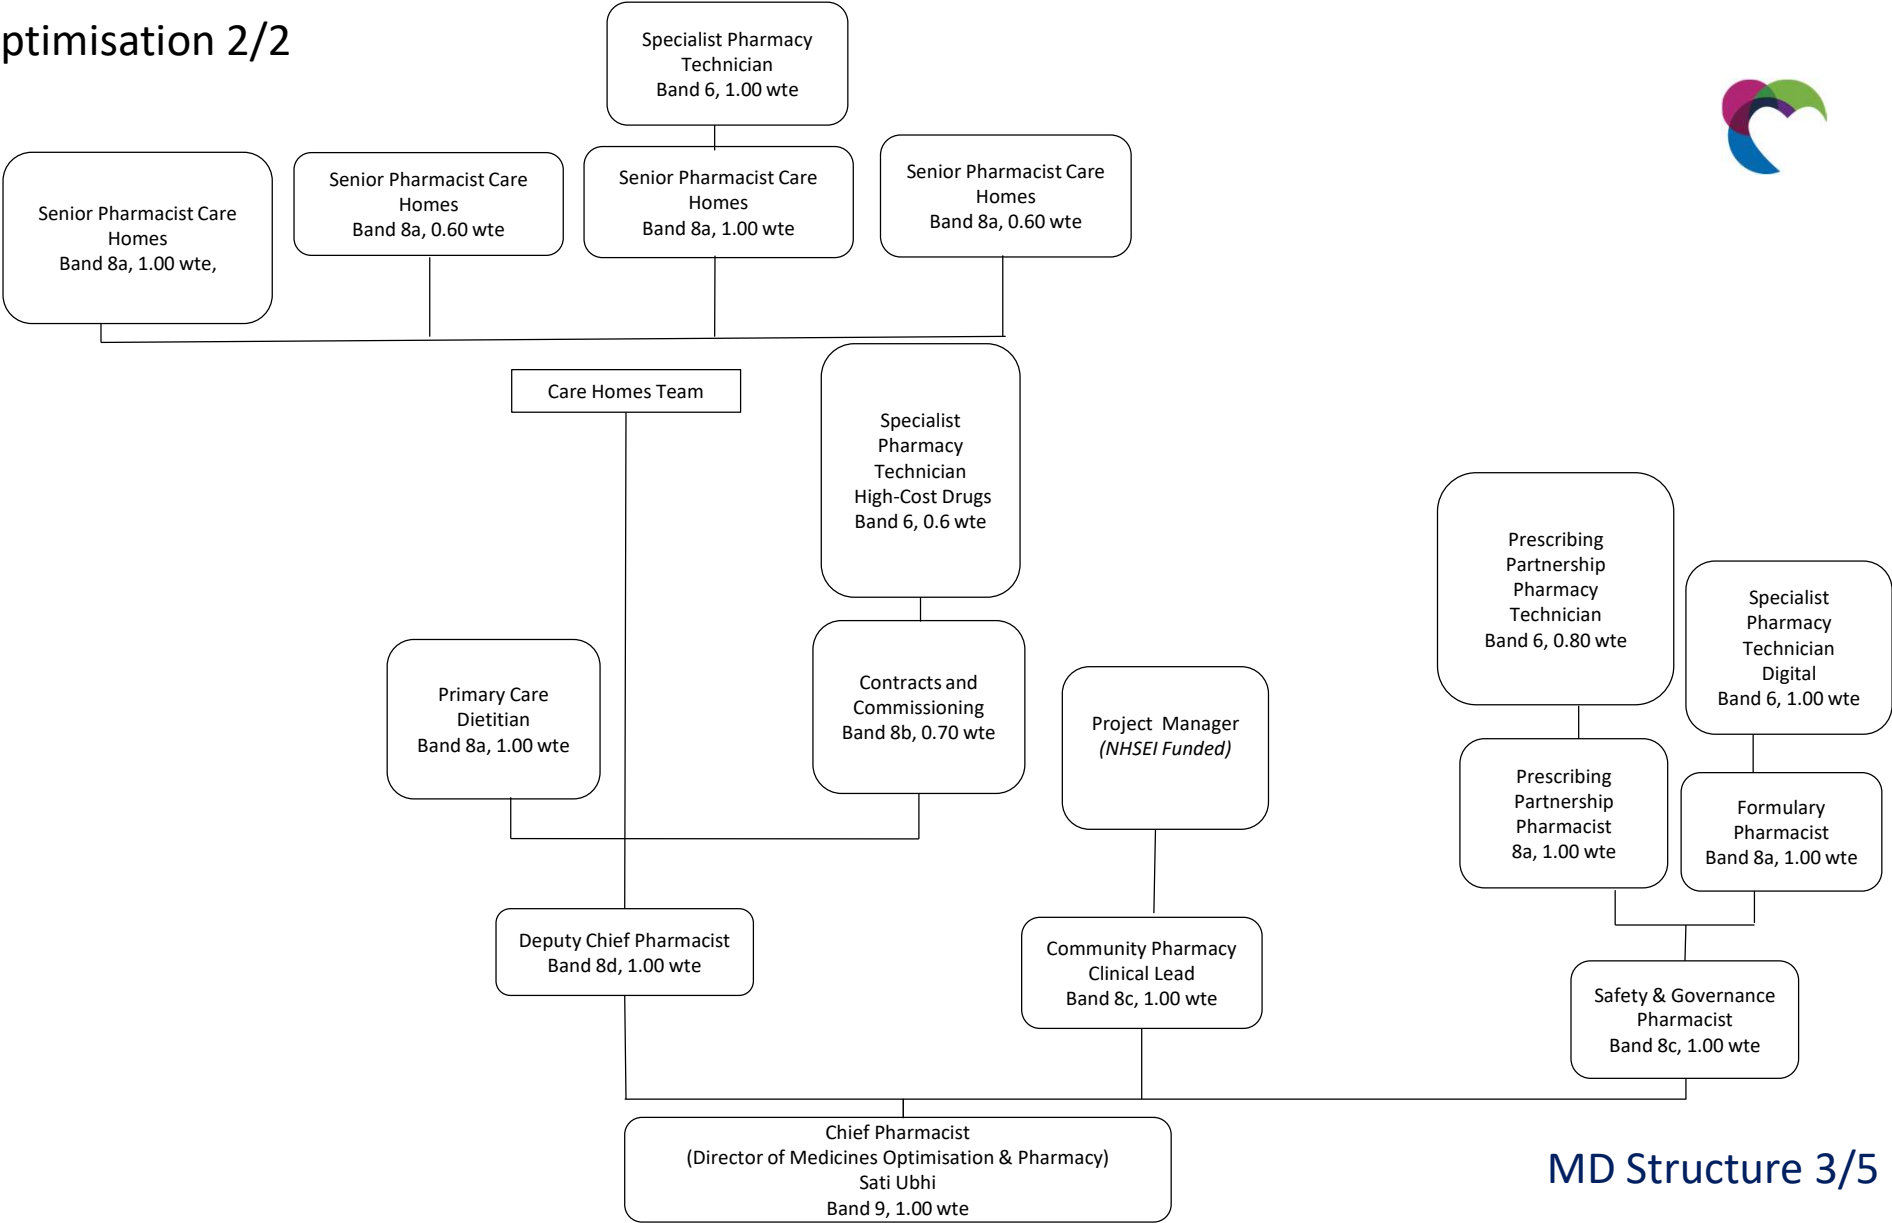 ptimisation 2/2
Specialist Pharmacy
Technician
Band 6, 1.00 wte
Senior Pharmacist Care
Homes
Band 8a, 1.00 wte,
Senior Pharmacist Care
Homes
Band 8a, 0.60 wte
Senior Pharmacist Care
Homes
Band 8a, 1.00 wte
Senior Pharmacist Care
Homes
Band 8a, 0.60 wte
Care Homes Team
Specialist
Pharmacy
Technician
High-Cost Drugs
Band 6, 0.6 wte
Prescribing
Partnership
Pharmacy
Technician
Band 6, 0.80 wte
Specialist
Pharmacy
Technician
Digital
Band 6, 1.00 wte
Primary Care
Dietitian
Band 8a, 1.00 wte
Contracts and
Commissioning
Band 8b, 0.70 wte
Project Manager
(NHSEI Funded)
Prescribing
Partnership
Pharmacist
8a, 1.00 wte
Formulary
Pharmacist
Band 8a, 1.00 wte
Deputy Chief Pharmacist
Band 8d, 1.00 wte
Community Pharmacy
Clinical Lead
Band 8c, 1.00 wte
Safety & Governance
Pharmacist
Band 8c, 1.00 wte
Chief Pharmacist
(Director of Medicines Optimisation & Pharmacy)
Sati Ubhi
Band 9, 1.00 wte
MD Structure 3/5